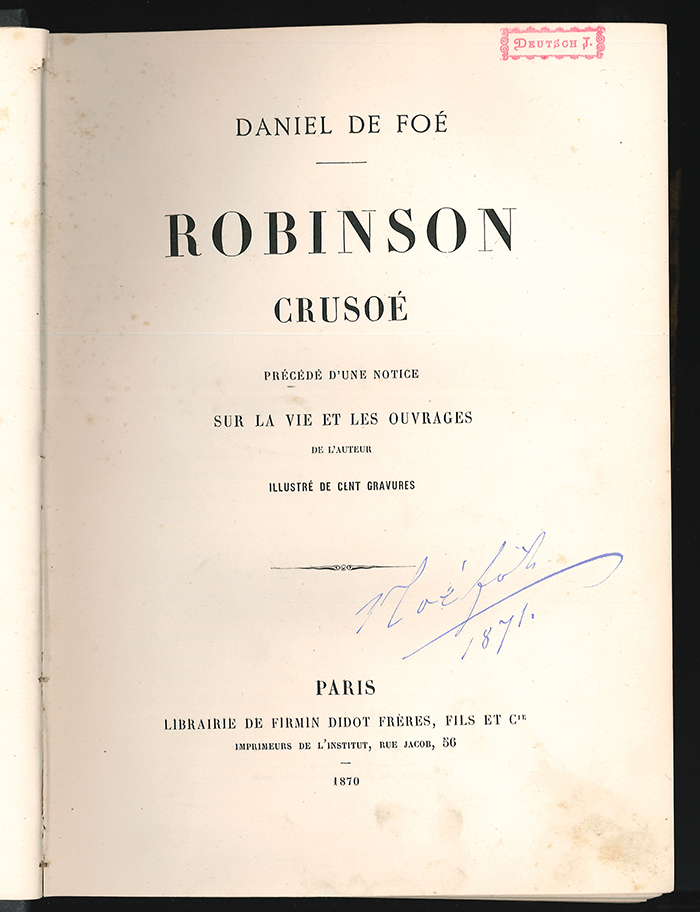 DEUTSCH J.
DANIEL DE FOÉ
ROBINSON
CRUSOÉ
PRÉCÉDÉ D'UNE NOTICE
SUR LA VIE ET LES OUVRAGES
DE L'AUTEUR
ILLUSTRÉ DE CENT GRAVURES
1871.
PARIS
LIBRAIRIE DE FIRMIN DIDOT FRÈRES, FILS ET CIE
IMPRIMEURS DE L'INSTITUT, RUE JACOB, 56
1870